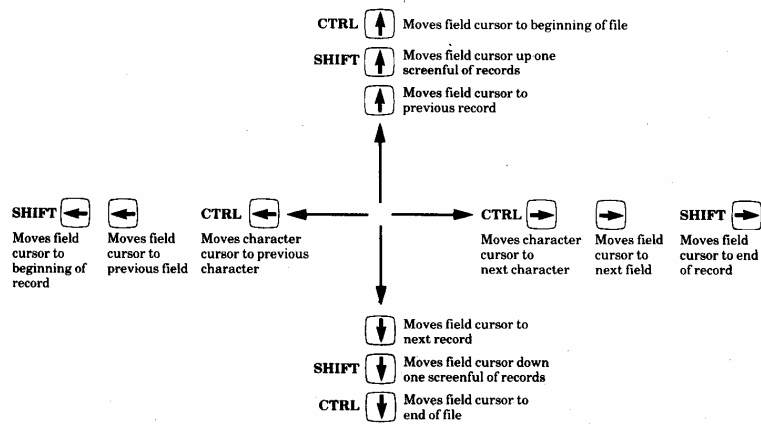 CTRL Moves field cursor to beginning of file
SHIFT Moves field cursor up one
screenful of records
Moves field cursor to
previous record
SHIFT
Moves field
cursor to
beginning of
record
Moves field
cursor to
previous field
CTRL
Moves character
cursor to previous
character
CTRL
Moves character
cursor to
next character
Moves field
cursor to
next field
SHIFT
Moves field
cursor to end
of record
Moves field cursor to
next record
SHIFT Moves field cursor down
one screenful of records
CTRL Moves field cursor to
end of file